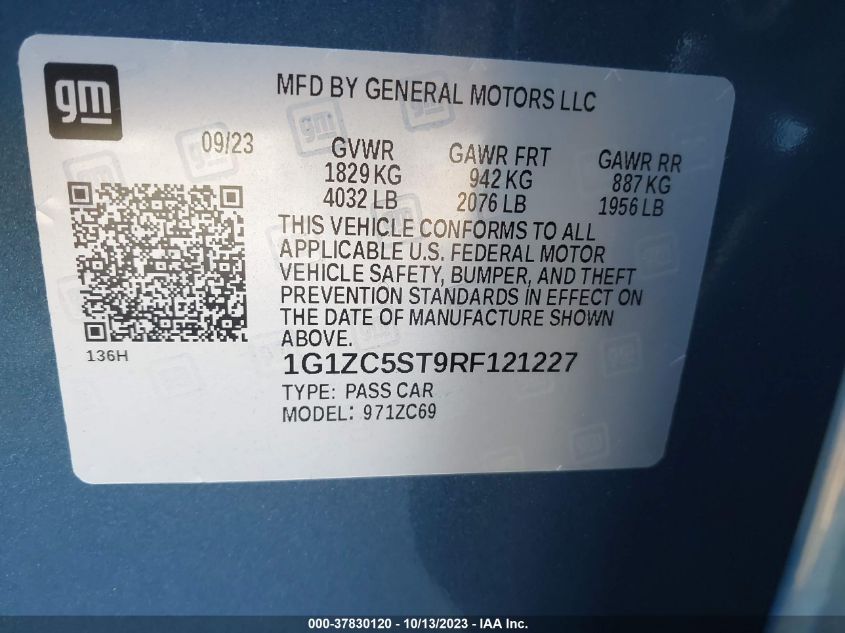 gm
MFD BY GENERAL MOTORS LLC
09/23
GVWR GAWR FRT GAWR RR
1829 KG 942 KG 887 KG
4032 LB 2076 LB 1956 LB
THIS VEHICLE CONFORMS TO ALL
APPLICABLE U.S. FEDERAL MOTOR
VEHICLE SAFETY, BUMPER, AND THEFT
PREVENTION STANDARDS IN EFFECT ON
THE DATE OF MANUFACTURE SHOWN
ABOVE.
136H
1G1ZC5ST9RF121227
TYPE: PASS CAR
MODEL: 971ZC69
000-37830120 - 10/13/2023 - IAA Inc.